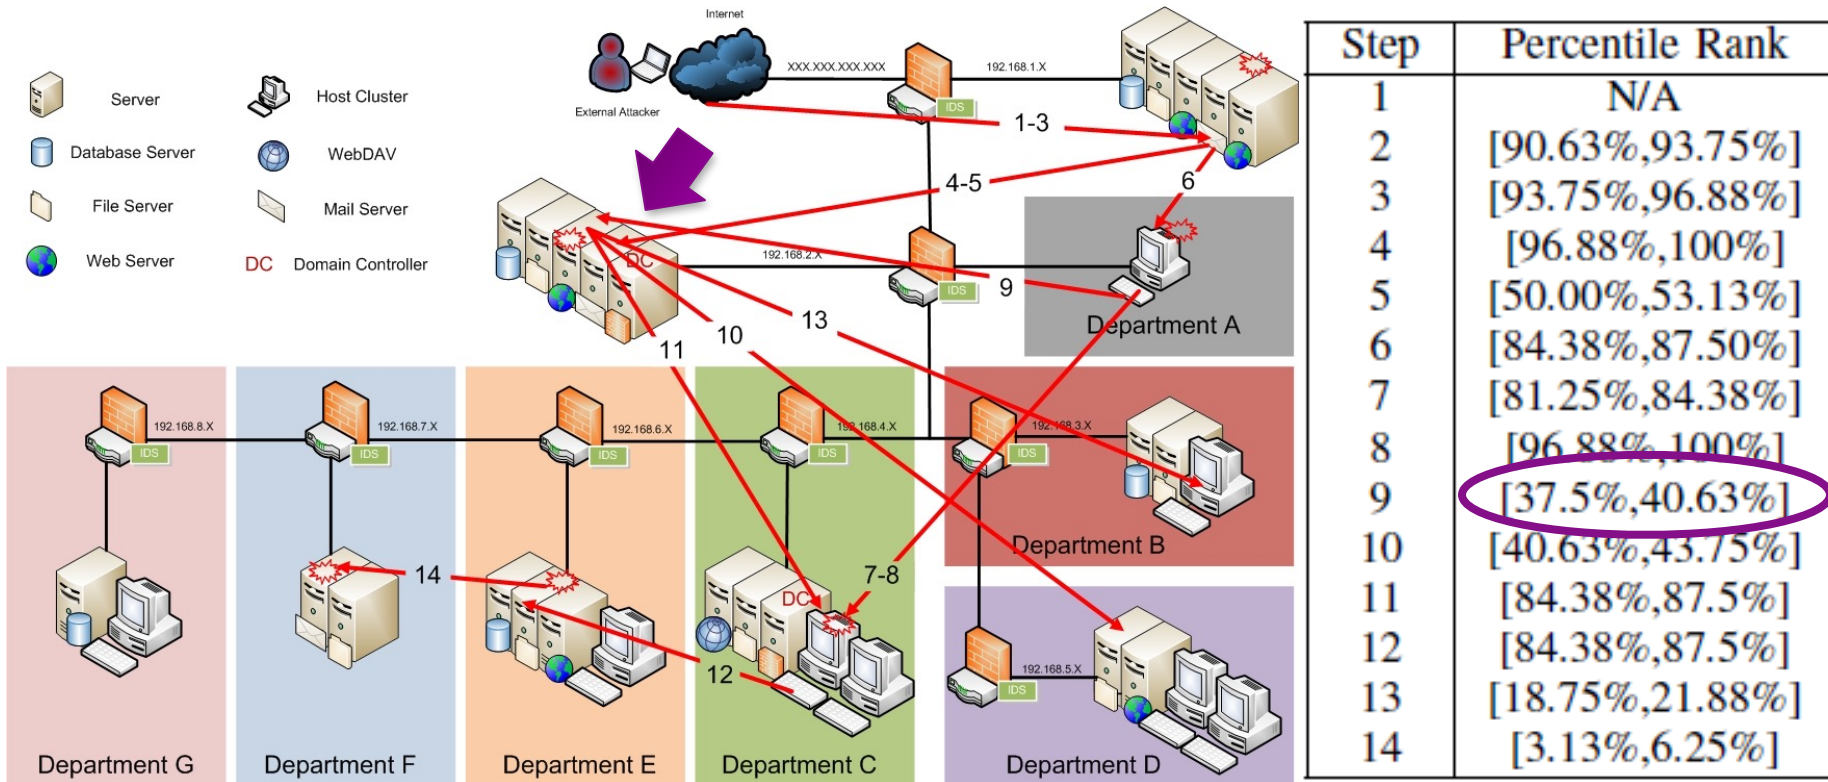 Internet
External Attacker
XXX.XXX.XXX.XXX
192.168.1.X
IDS
Server
Host Cluster
Database Server
WebDAV
File Server
Mail Server
Web Server
DC Domain Controller
1-3
4-5
6
DC
192.168.2.X
IDS
9
Department A
13
10
11
192.168.8.X
IDS
192.168.7.X
IDS
192.168.6.X
IDS
192.168.4.X
IDS
192.168.3.X
IDS
Department B
14
7-8
DC
12
192.168.5.X
IDS
Department G
Department F
Department E
Department C
Department D
Step Percentile Rank
1 N/A
2 [90.63%,93.75%]
3 [93.75%,96.88%]
4 [96.88%,100%]
5 [50.00%,53.13%]
6 [84.38%,87.50%]
7 [81.25%,84.38%]
8 [96.88%,100%]
9 [37.5%,40.63%]
10 [40.63%,43.75%]
11 [84.38%,87.5%]
12 [84.38%,87.5%]
13 [18.75%,21.88%]
14 [3.13%,6.25%]